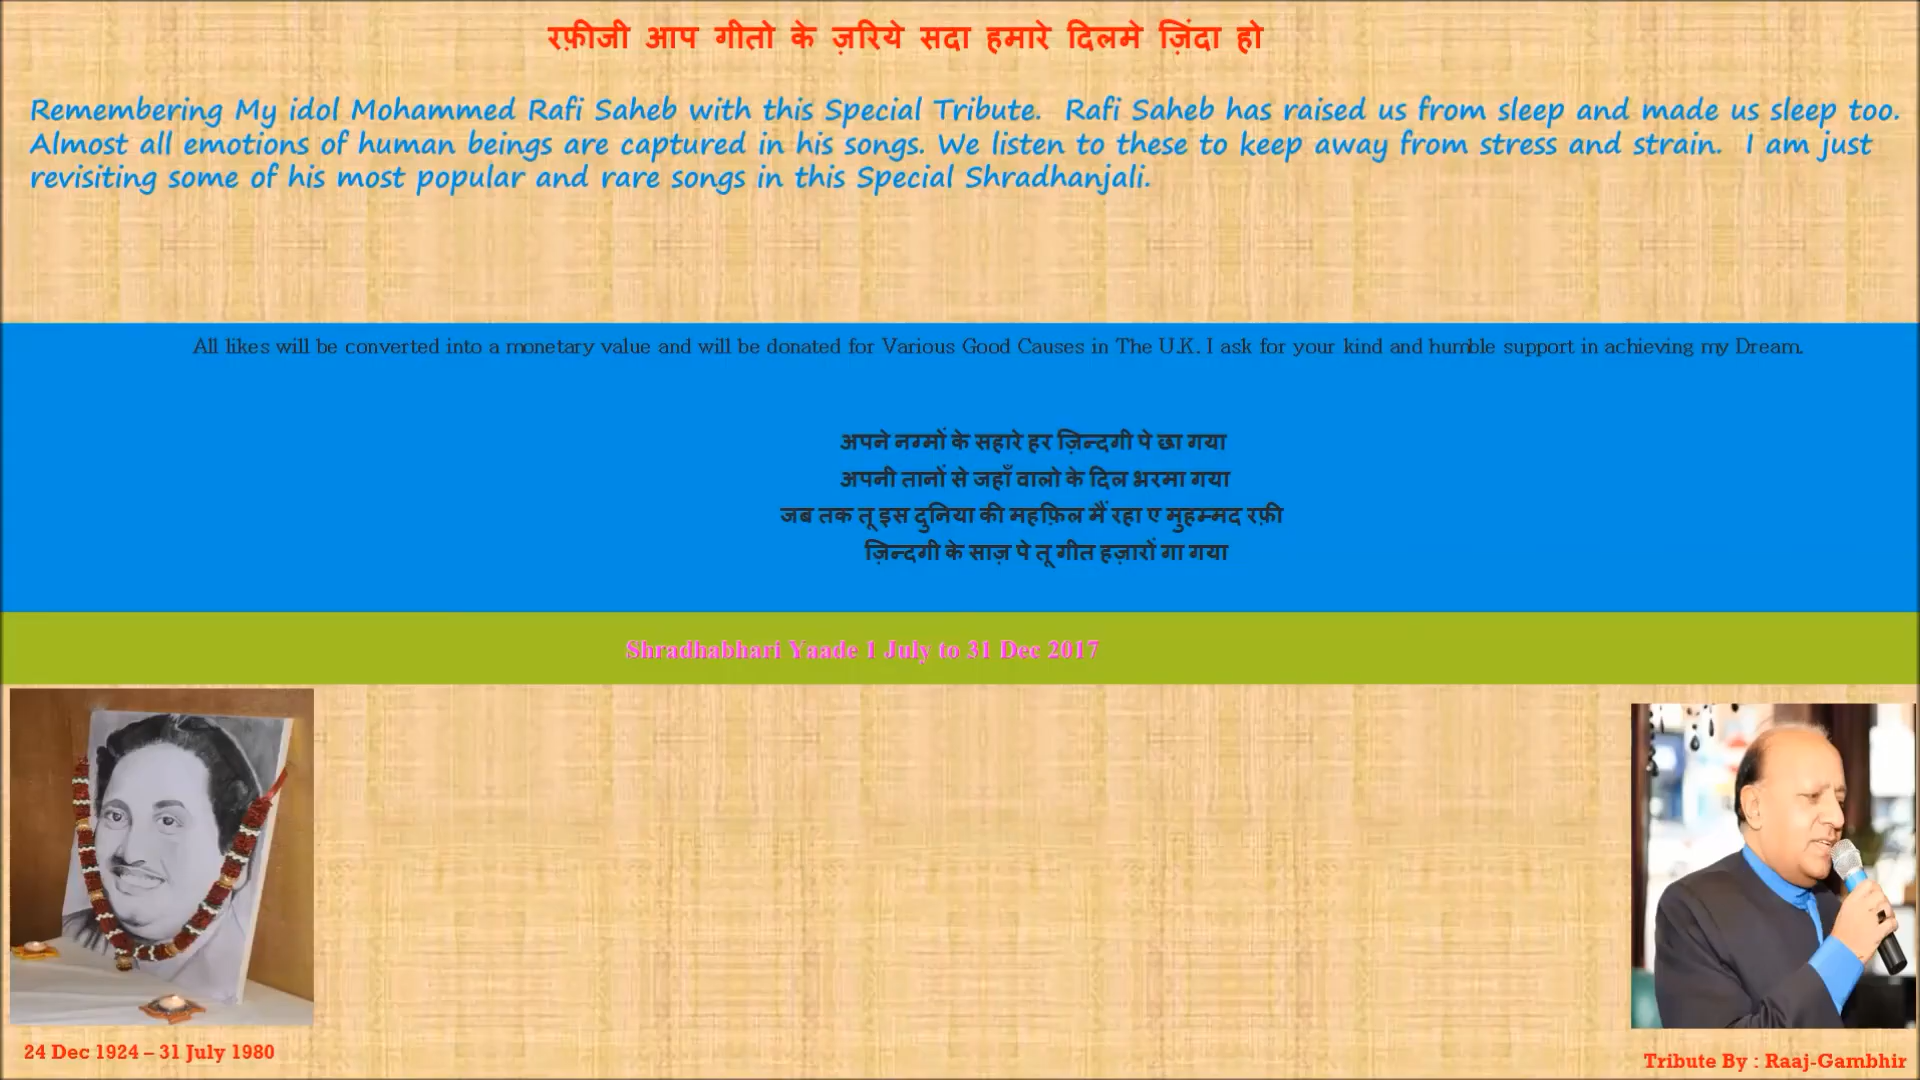 रफ़ीजी आप गीतो के ज़रिये सदा हमारे दिलमे ज़िंदा हो
Remembering My idol Mohammed Rafi Saheb with this Special Tribute. Rafi Saheb has raised us from sleep and made us sleep too.
Almost all emotions of human beings are captured in his songs. We listen to these to keep away from stress and strain. I am just
revisiting some of his most popular and rare songs in this Special Shradhanjali.
All likes will be converted into a monetary value and will be donated for Various Good Causes in The U.K. I ask for your kind and humble support in achieving my Dream.
अपने नग्मों के सहारे हर ज़िन्दगी पे छा गया
अपनी तानों से जहाँ वालो के दिल भरमा गया
जब तक तू इस दुनिया की महफ़िल मैं रहा ए मुहम्मद रफ़ी
ज़िन्दगी के साज़ पे तू गीत हज़ारों गा गया
Shradhabhari Yaade 1 July to 31 Dec 2017
24 Dec 1924 – 31 July 1980
Tribute By : Raaj-Gambhir